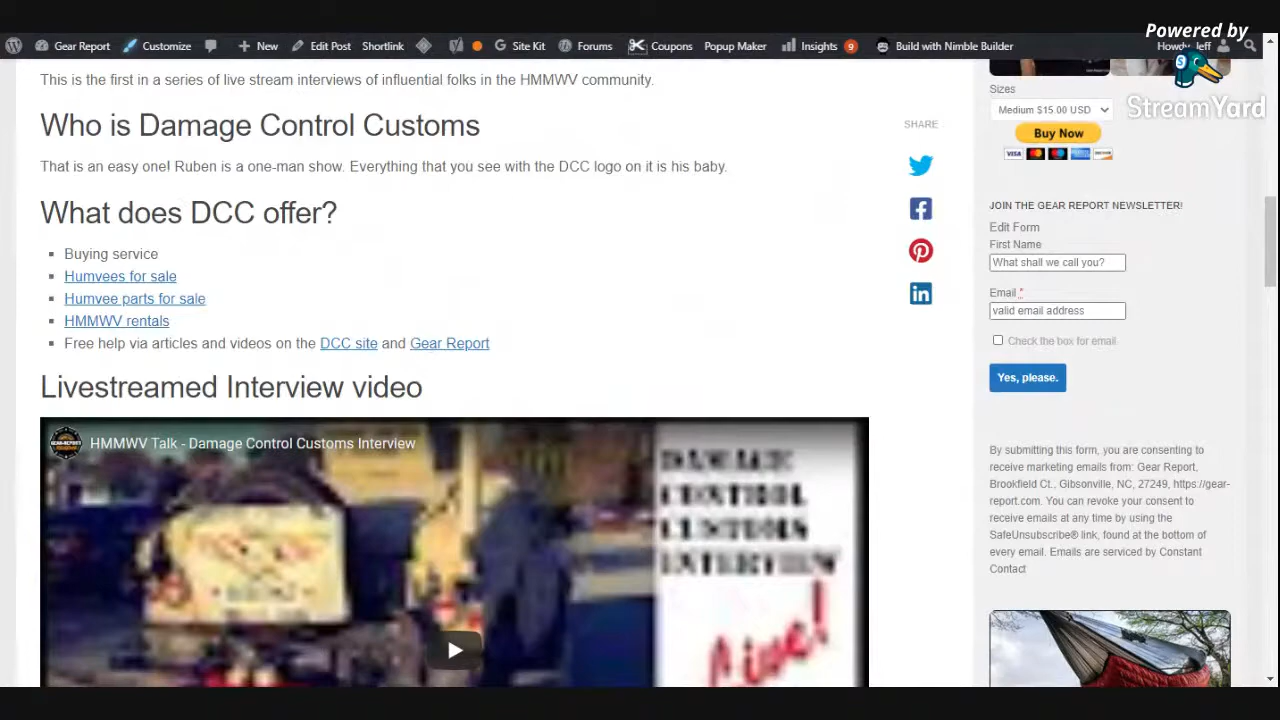 Powered by
StreamYard
Gear Report
Customize
New
Edit Post
Shortlink
Site Kit
Forums
Coupons
Popup Maker
Insights 9
Build with Nimble Builder
Howdy, Jeff
This is the first in a series of live stream interviews of influential folks in the HMMWV community.
Who is Damage Control Customs
That is an easy one! Ruben is a one-man show. Everything that you see with the DCC logo on it is his baby.
What does DCC offer?
Buying service
Humvees for sale
Humvee parts for sale
HMMWV rentals
Free help via articles and videos on the DCC site and Gear Report
Livestreamed Interview video
HMMWV Talk - Damage Control Customs Interview
DAMAGE
CONTROL
CUSTOMS
INTERVIEW
Live!
SHARE
Sizes
Medium $15.00 USD
Buy Now
VISA
JOIN THE GEAR REPORT NEWSLETTER!
Edit Form
First Name
What shall we call you?
Email *
valid email address
Check the box for email
Yes, please.
By submitting this form, you are consenting to
receive marketing emails from: Gear Report,
Brookfield Ct., Gibsonville, NC, 27249, https://gear-
report.com. You can revoke your consent to
receive emails at any time by using the
SafeUnsubscribe® link, found at the bottom of
every email. Emails are serviced by Constant
Contact